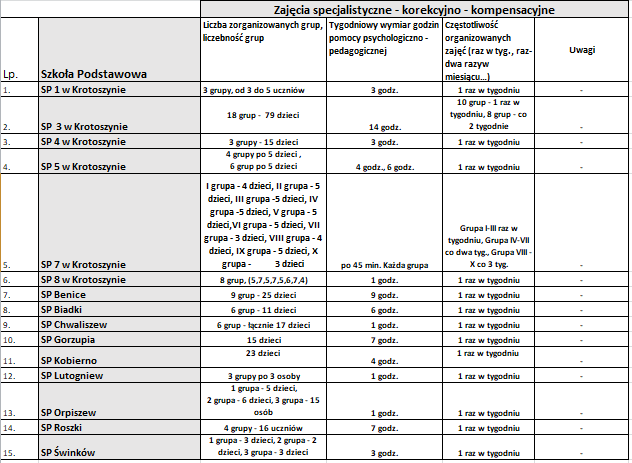 Zajęcia specjalistyczne - korekcyjno - kompensacyjne
Lp.
Szkoła Podstawowa
Liczba zorganizowanych grup,
liczebność grup
Tygodniowy wymiar godzin
pomocy psychologiczno -
pedagogicznej
Częstotliwość
organizowanych
zajęć (raz w tyg., raz-
dwa razyw
miesiącu...)
Uwagi
1. SP 1 w Krotoszynie 3 grupy, od 3 do 5 uczniów 3 godz. 1 raz w tygodniu -
2. SP 3 w Krotoszynie
18 grup - 79 dzieci
14 godz.
10 grup - 1 raz w
tygodniu, 8 grup - co
2 tygodnie
-
3. SP 4 w Krotoszynie 3 grupy - 15 dzieci 3 godz. 1 raz w tygodniu -
4. SP 5 w Krotoszynie
4 grupy po 5 dzieci ,
6 grup po 5 dzieci
4 godz., 6 godz. 1 raz w tygodniu -
5. SP 7 w Krotoszynie
I grupa - 4 dzieci, II grupa - 5
dzieci, III grupa -5 dzieci, IV
grupa -5 dzieci, V grupa - 5
dzieci,VI grupa - 5 dzieci, VII
grupa - 3 dzieci, VIII grupa - 4
dzieci, IX grupa - 5 dzieci, X
grupa - 3 dzieci
po 45 min. Każda grupa
Grupa I-III raz w
tygodniu, Grupa IV-VII
co dwa tyg., Grupa VIII -
X co 3 tyg.
-
6. SP 8 w Krotoszynie 8 grup, (5,7,5,7,5,6,7,4) 1 godz. 1 raz w tygodniu -
7. SP Benice 9 grup - 25 dzieci 9 godz. 1 raz w tygodniu -
8. SP Biadki 6 grup - 11 dzieci 6 godz. 1 raz w tygodniu -
9. SP Chwaliszew 6 grup - łącznie 17 dzieci 1 godz. 1 raz w tygodniu -
10. SP Gorzupia 15 dzieci 7 godz. 1 raz w tygodniu -
11. SP Kobierno 23 dzieci 4 godz. 1 raz w tygodniu -
12. SP Lutogniew 3 grupy po 3 osoby 1 godz. 1 raz w tygodniu -
13. SP Orpiszew
1 grupa - 5 dzieci,
2 grupa - 6 dzieci, 3 grupa - 15
osób
1 godz. 1 raz w tygodniu -
14. SP Roszki 4 grupy - 16 uczniów 7 godz. 1 raz w tygodniu -
15. SP Świnków
1 grupa - 3 dzieci, 2 grupa - 2
dzieci, 3 grupa - 3 dzieci
3 godz. 1 raz w tygodniu -